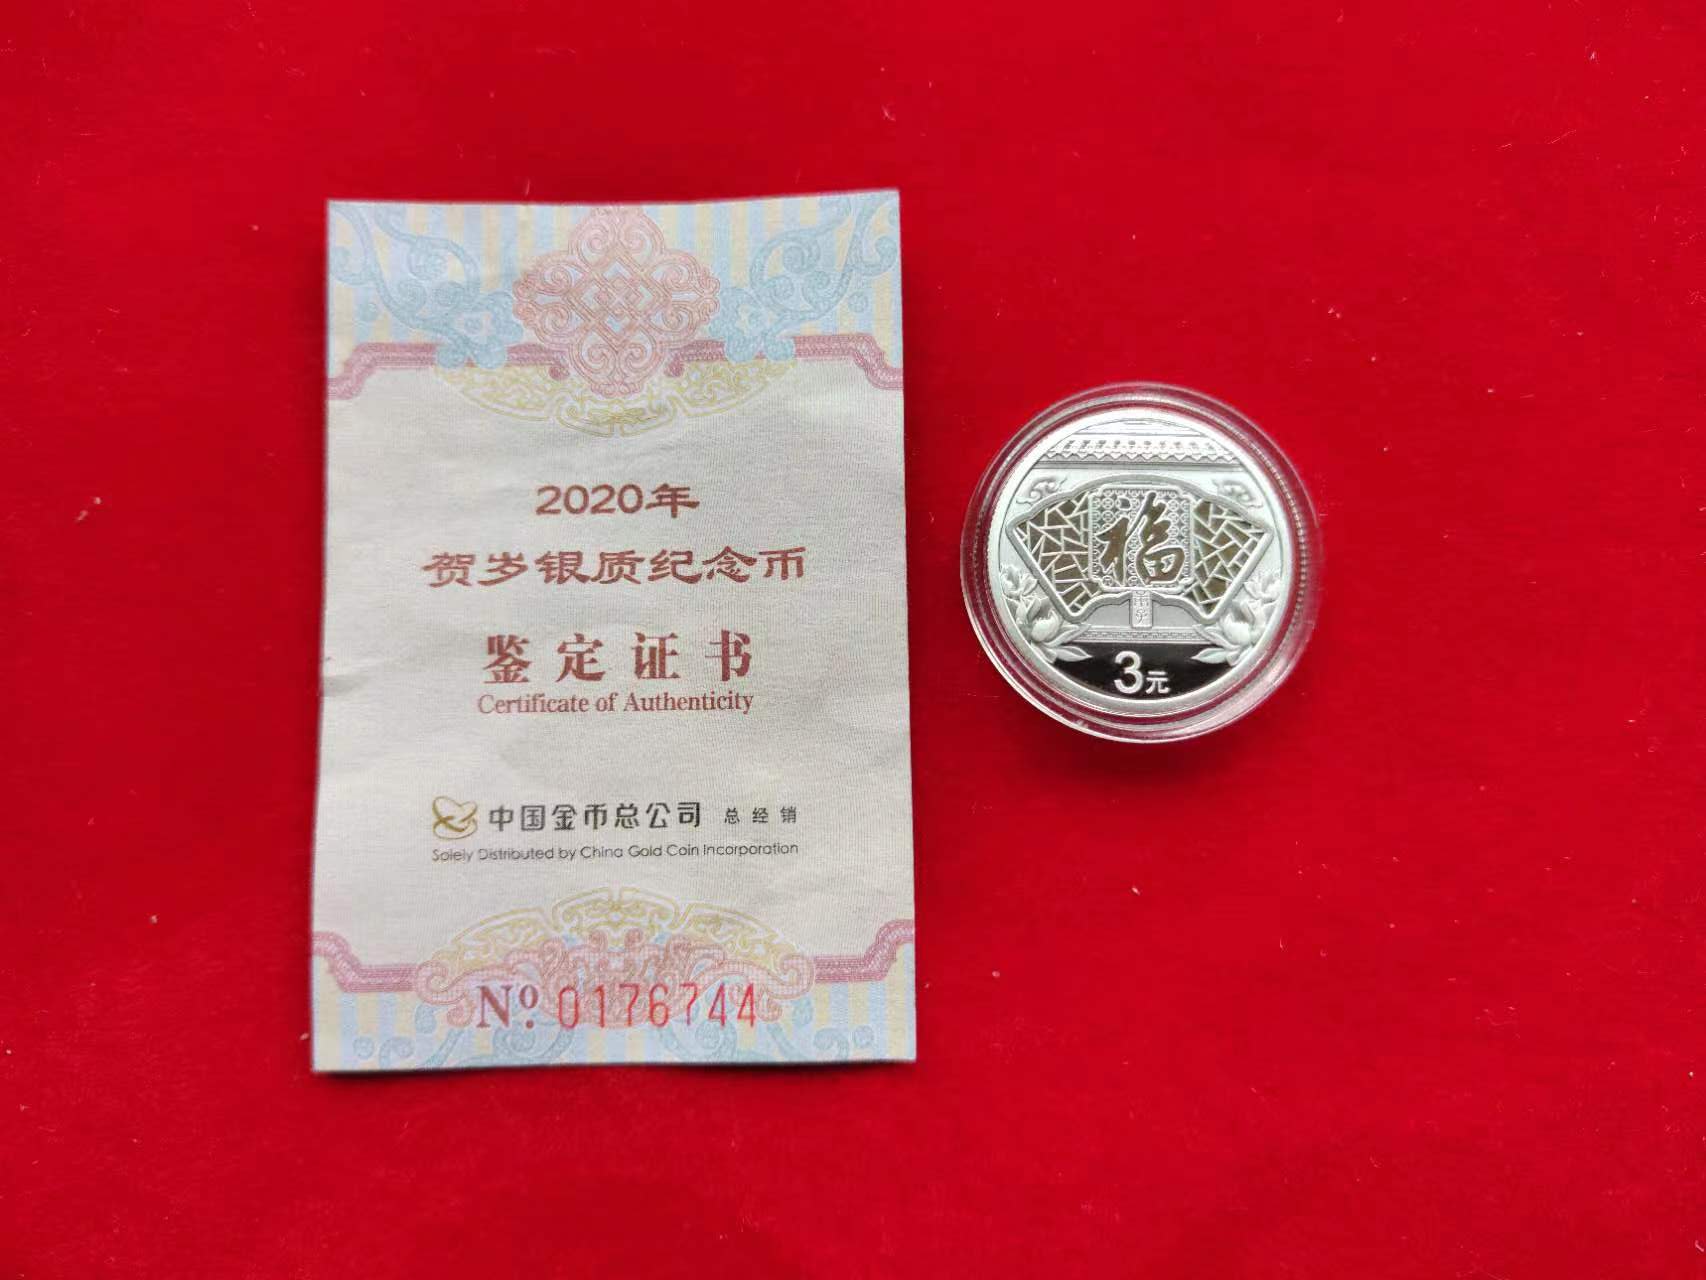 2020年
贺岁银质纪念币
鉴定证书
Certificate of Authenticity
中国金币总公司 总经销
Solely Distributed by China Gold Coin Incorporation
Nº 0176744
福
3元